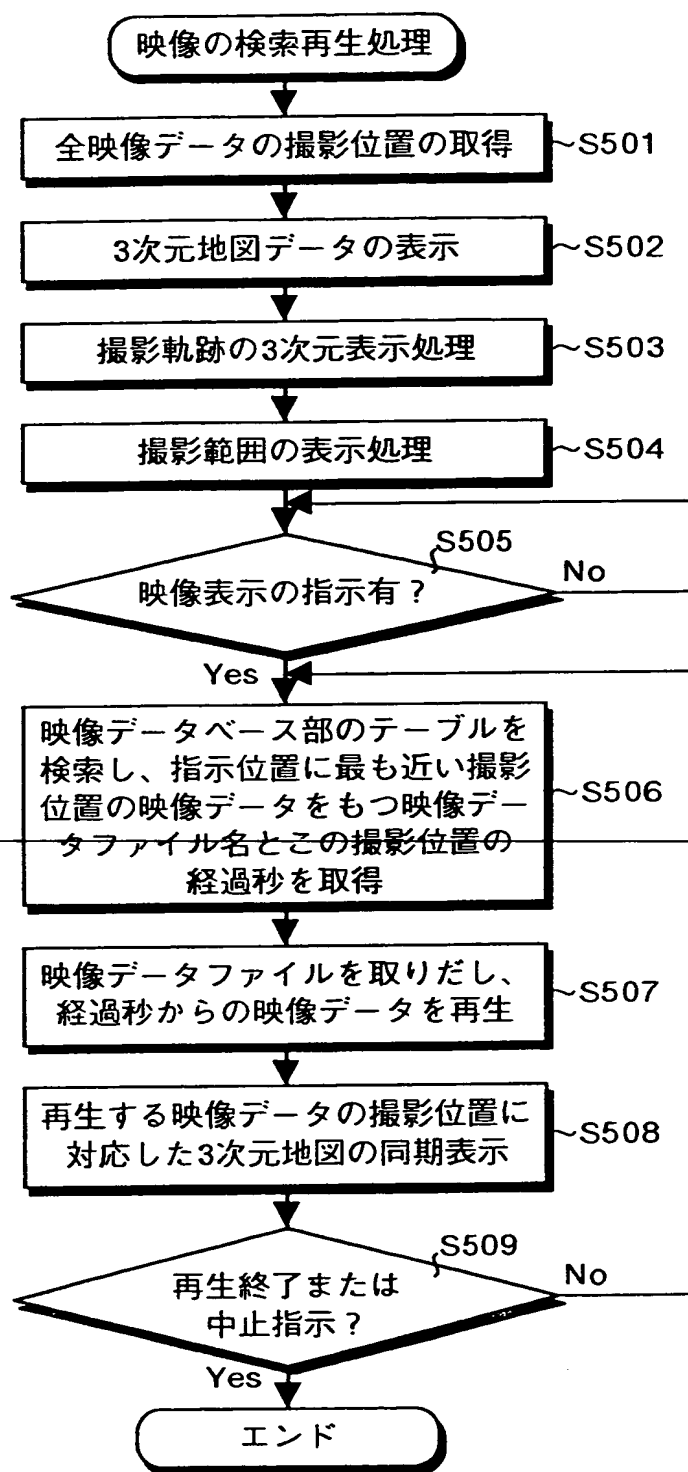 映像の検索再生処理
全映像データの撮影位置の取得
~S501
3次元地図データの表示
~S502
撮影軌跡の3次元表示処理
~S503
撮影範囲の表示処理
~S504
S505
映像表示の指示有?
No
Yes
映像データベース部のテーブルを
検索し、指示位置に最も近い撮影
位置の映像データをもつ映像デー
タファイル名とこの撮影位置の
経過秒を取得
~S506
映像データファイルを取りだし、
経過秒からの映像データを再生
~S507
再生する映像データの撮影位置に
対応した3次元地図の同期表示
~S508
S509
再生終了または
中止指示?
No
Yes
エンド